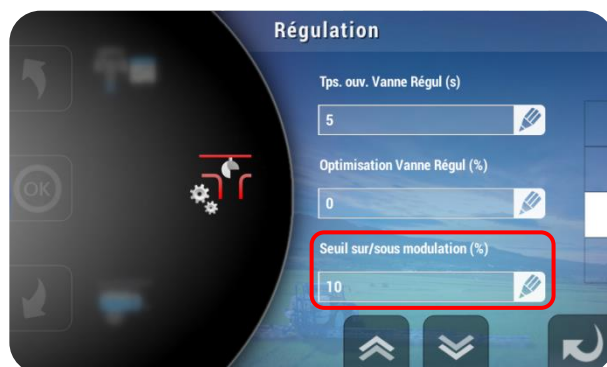 Régulation
Tps. ouv. Vanne Régul (s)
5
Optimisation Vanne Régul (%)
0
Seuil sur/sous modulation (%)
10
OK